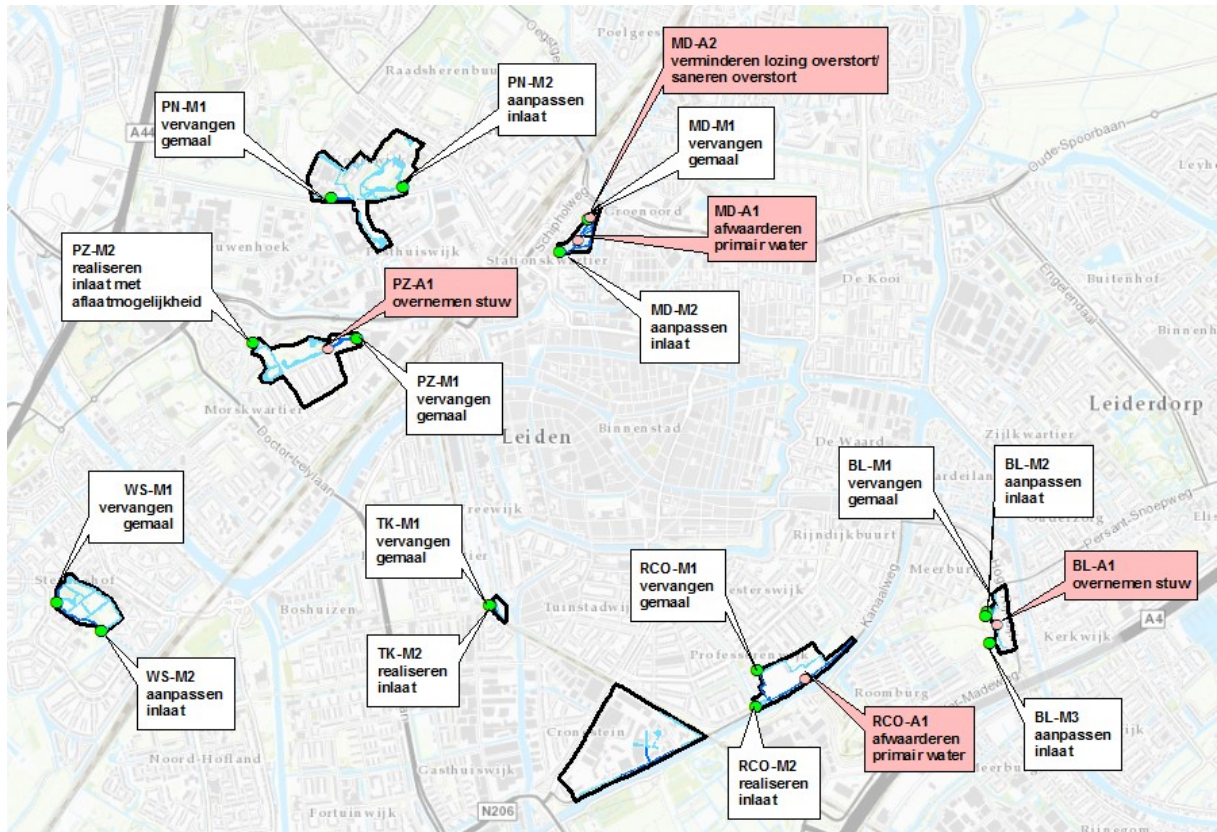 MD-A2
verminderen lozing overstort/
saneren overstort
PN-M2
aanpassen
inlaat
PN-M1
vervangen
gemaal
MD-M1
vervangen
gemaal
MD-A1
afwaarderen
primair water
PZ-M2
realiseren
inlaat met
aflaatmogelijkheid
PZ-A1
overnemen stuw
MD-M2
aanpassen
inlaat
PZ-M1
vervangen
gemaal
WS-M1
vervangen
gemaal
TK-M1
vervangen
gemaal
BL-M1
vervangen
gemaal
BL-M2
aanpassen
inlaat
RCO-M1
vervangen
gemaal
BL-A1
overnemen stuw
WS-M2
aanpassen
inlaat
TK-M2
realiseren
inlaat
RCO-A1
afwaarderen
primair water
BL-M3
aanpassen
inlaat
RCO-M2
realiseren
inlaat
Poelgeest
A44
Oude-Spoorbaan
Schipholweg
Groenoord
Stationskwartier
De Kooi
Buitenhof
Engelendaal
Morskwartier
Leiden
Binnenstad
De Waard
Leiderdorp
Zijlkwartier
Persant-Snoepweg
Rijndijkbuurt
Meerburg
Kanaalweg
Boshuizen
Tuinstadwijk
Kerkwijk
A4
Roomburg
Cronestein
Noord-Hofland
Gasthuiswijk
Fortuinwijk
N206
Meerburg